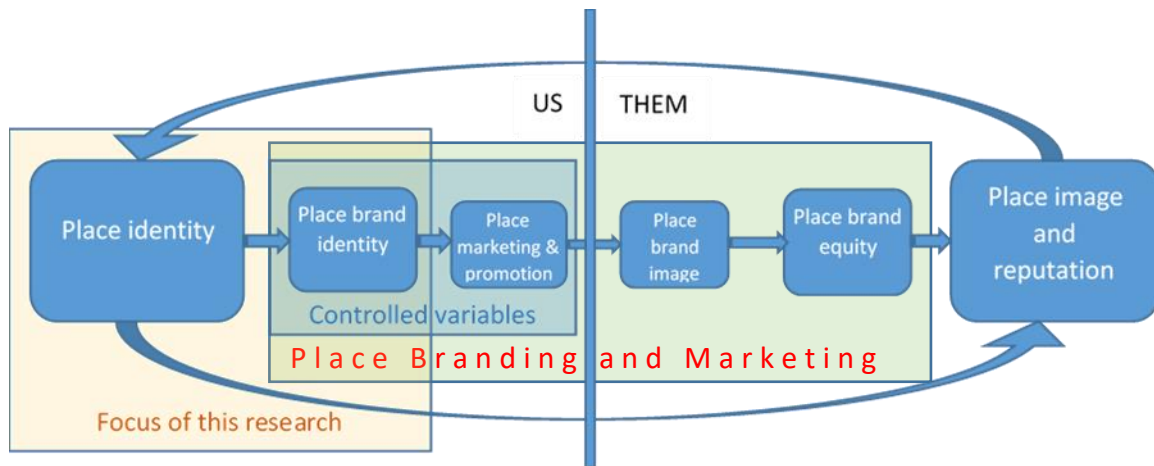 US
THEM
Place identity
Place brand
identity
Place
marketing &
promotion
Place
brand
image
Place brand
equity
Place image
and
reputation
Controlled variables
Place Branding and Marketing
Focus of this research